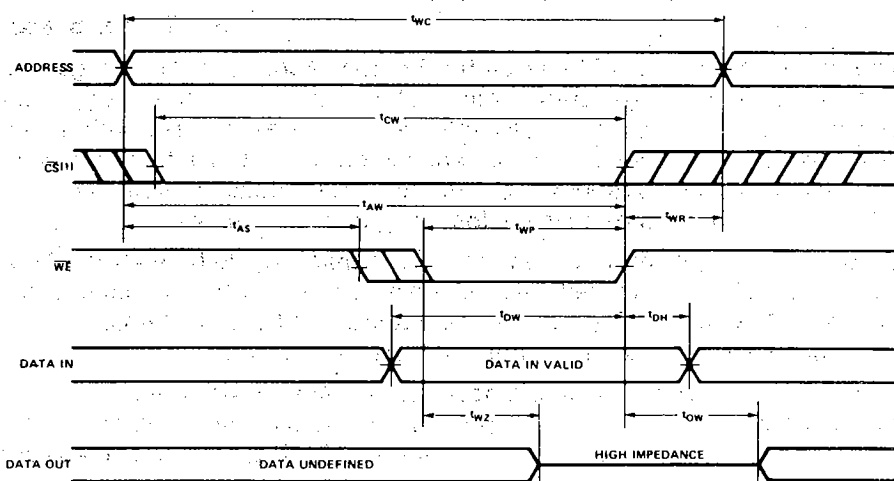 tWC
ADDRESS
tCW
CS[1]
tAW
tAS
tWP
tWR
WE
tDW
tDH
DATA IN
DATA IN VALID
tWZ
tOW
DATA OUT
DATA UNDEFINED
HIGH IMPEDANCE